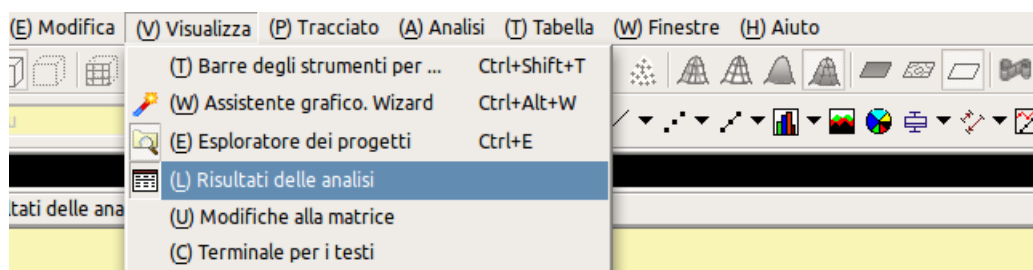 (E) Modifica (V) Visualizza (P) Tracciato (A) Analisi (T) Tabella (W) Finestre (H) Aiuto
(T) Barre degli strumenti per ... Ctrl+Shift+T
(W) Assistente grafico. Wizard Ctrl+Alt+W
(E) Esploratore dei progetti Ctrl+E
(L) Risultati delle analisi
ltati delle ana
(U) Modifiche alla matrice
(C) Terminale per i testi